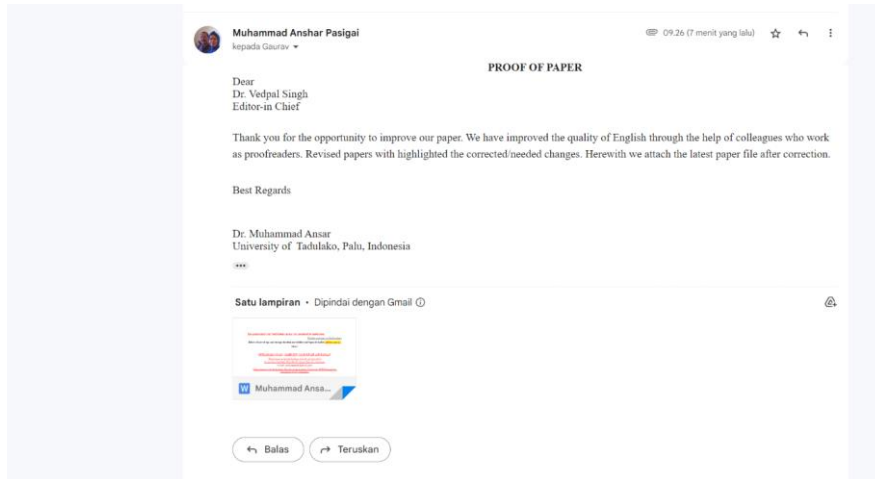 Muhammad Anshar Pasigai
09.26 (7 menit yang lalu)
kepada Gaurav
PROOF OF PAPER
Dear
Dr. Vedpal Singh
Editor-in Chief
Thank you for the opportunity to improve our paper. We have improved the quality of English through the help of colleagues who work
as proofreaders. Revised papers with highlighted the corrected/needed changes. Herewith we attach the latest paper file after correction.
Best Regards
Dr. Muhammad Ansar
University of Tadulako, Palu, Indonesia
Satu lampiran • Dipindai dengan Gmail
W Muhammad Ansa...
Balas
Teruskan